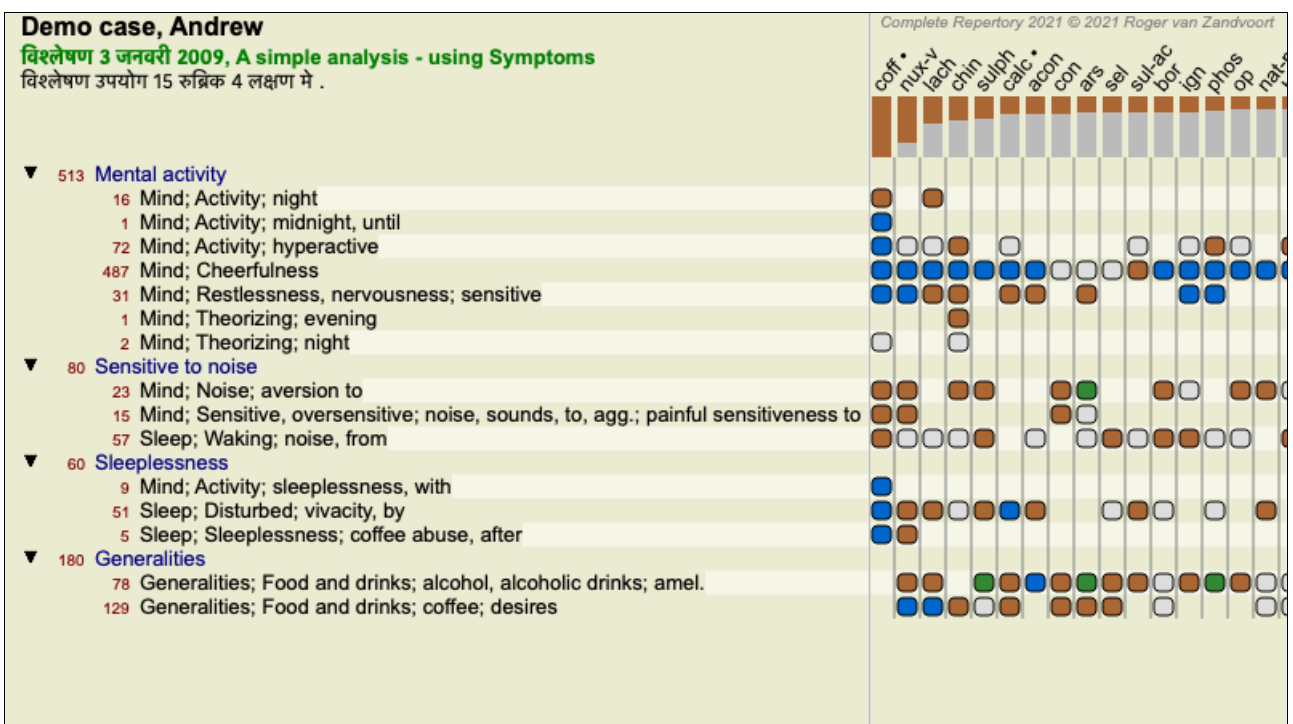 Demo case, Andrew
Complete Repertory 2021 © 2021 Roger van Zandvoort
विश्लेषण 3 जनवरी 2009, A simple analysis - using Symptoms
विश्लेषण उपयोग 15 रुब्रिक 4 लक्षण मे .
coff • nux-v lach chin sulph calc • acon con ars sel sul-ac bor ign phos op
513 Mental activity
16 Mind; Activity; night
1 Mind; Activity; midnight, until
72 Mind; Activity; hyperactive
487 Mind; Cheerfulness
31 Mind; Restlessness, nervousness; sensitive
1 Mind; Theorizing; evening
2 Mind; Theorizing; night
80 Sensitive to noise
23 Mind; Noise; aversion to
15 Mind; Sensitive, oversensitive; noise, sounds, to, agg.; painful sensitiveness to
57 Sleep; Waking; noise, from
60 Sleeplessness
9 Mind; Activity; sleeplessness, with
51 Sleep; Disturbed; vivacity, by
5 Sleep; Sleeplessness; coffee abuse, after
180 Generalities
78 Generalities; Food and drinks; alcohol, alcoholic drinks; amel.
129 Generalities; Food and drinks; coffee; desires